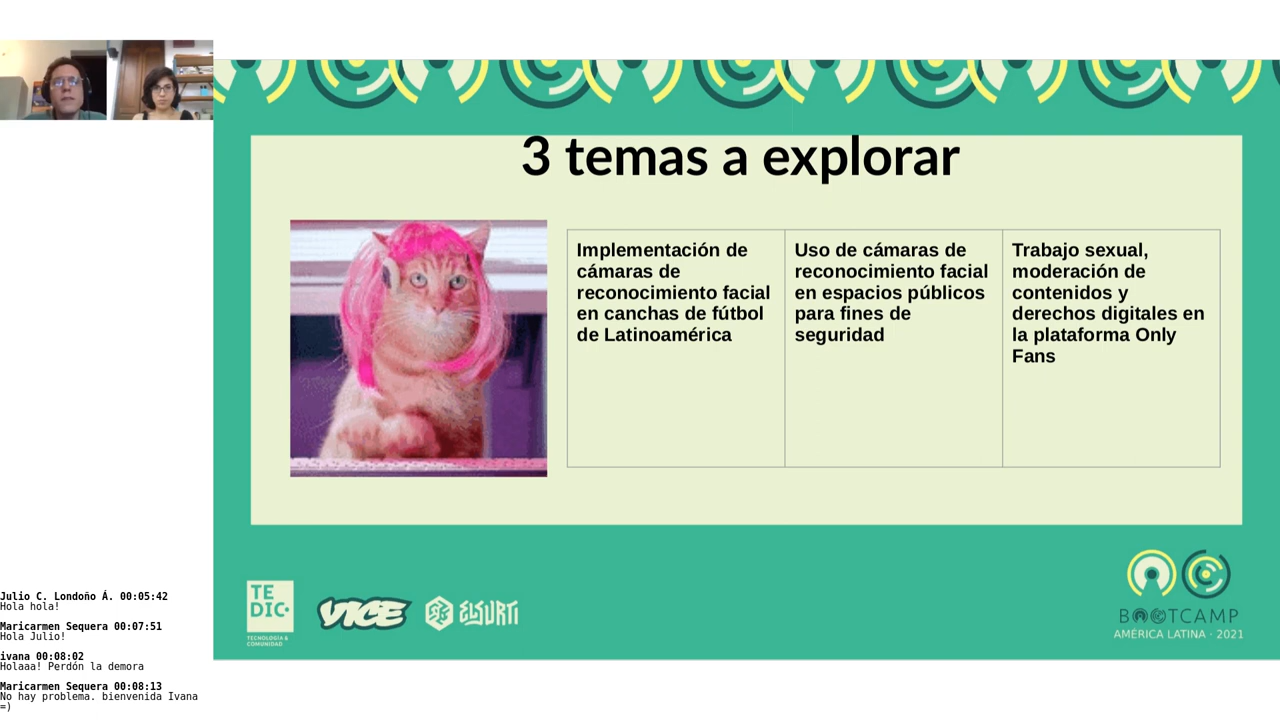 3 temas a explorar
Implementación de
cámaras de
reconocimiento facial
en canchas de fútbol
de Latinoamérica
Uso de cámaras de
reconocimiento facial
en espacios públicos
para fines de
seguridad
Trabajo sexual,
moderación de
contenidos y
derechos digitales en
la plataforma Only
Fans
TE
DIC
TECNOLOGÍA &
COMUNIDAD
VICE
ELSURTI
BOOTCAMP
AMÉRICA LATINA · 2021
Julio C. Londoño Á. 00:05:42
Hola hola!
Maricarmen Sequera 00:07:51
Hola Julio!
ivana 00:08:02
Holaaa! Perdón la demora
Maricarmen Sequera 00:08:13
No hay problema. bienvenida Ivana
=)